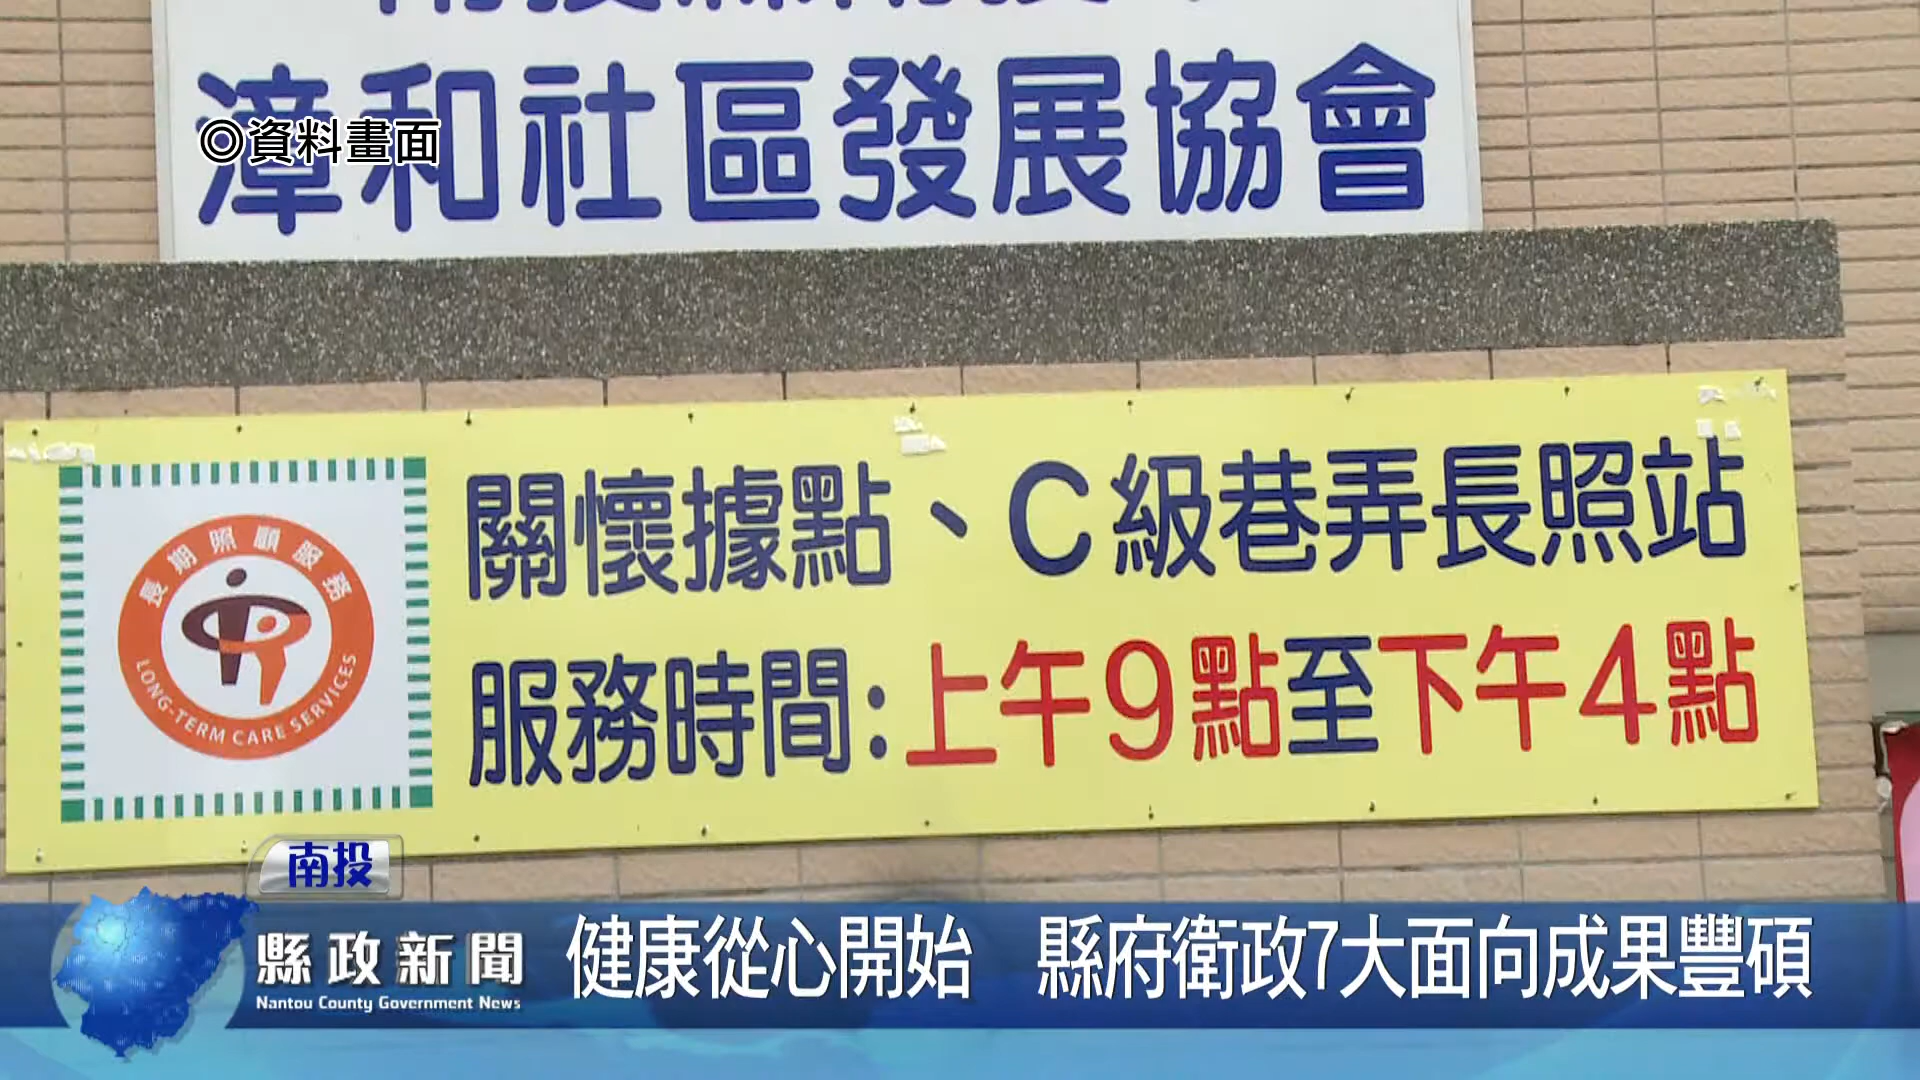 漳和社區發展協會
◎資料畫面
關懷據點、C級巷弄長照站
長期照顧服務
LONG-TERM CARE SERVICES
服務時間:上午9點至下午4點
南投
縣政新聞
Nantou County Government News
健康從心開始 縣府衛政7大面向成果豐碩